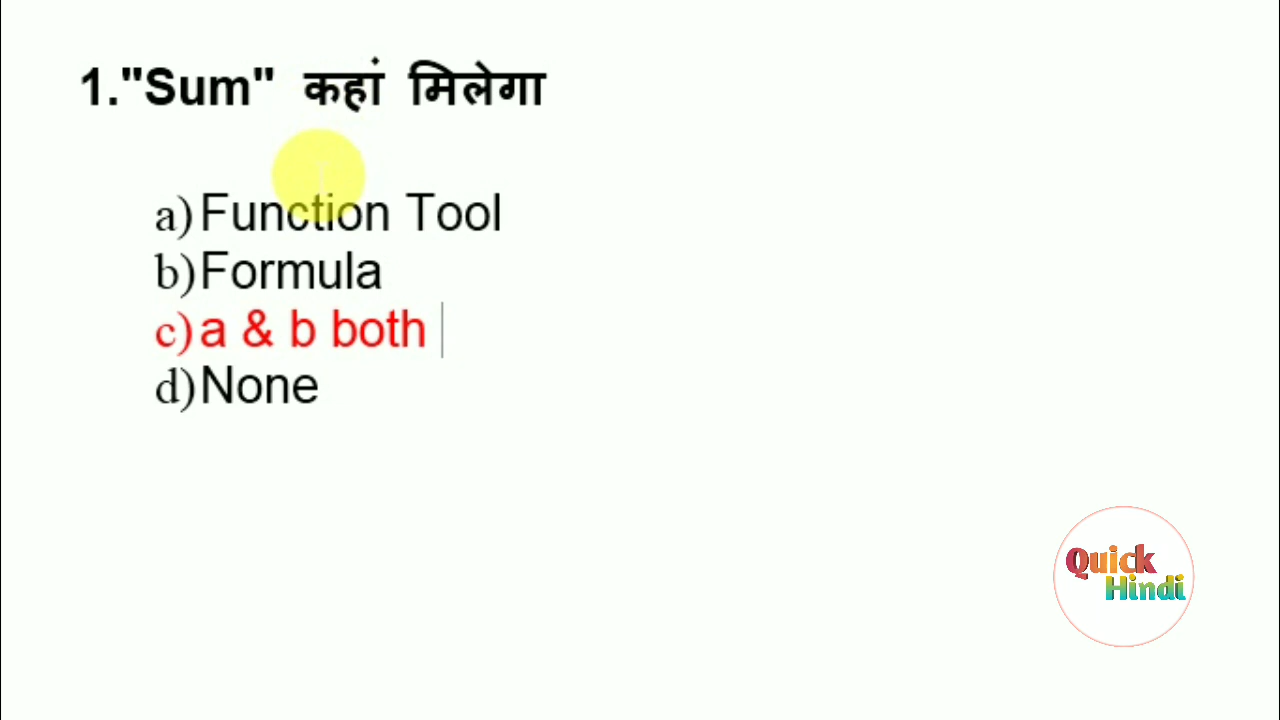 1."Sum" कहां मिलेगा
a) Function Tool
b) Formula
c) a & b both
d) None
Quick
Hindi